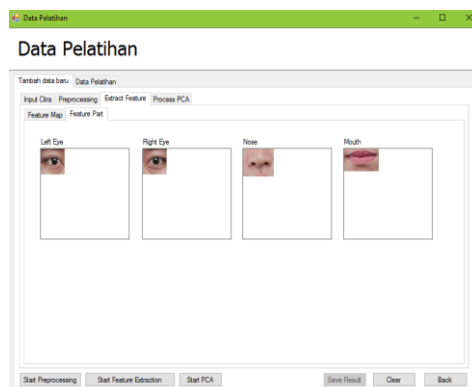 Data Pelatihan
Data Pelatihan
Tambah data baru Data Pelatihan
Input Citra Preprocessing Extract Feature Process PCA
Feature Map Feature Part
Left Eye Right Eye Nose Mouth
Start Preprocessing Start Feature Extraction Start PCA Save Result Clear Back